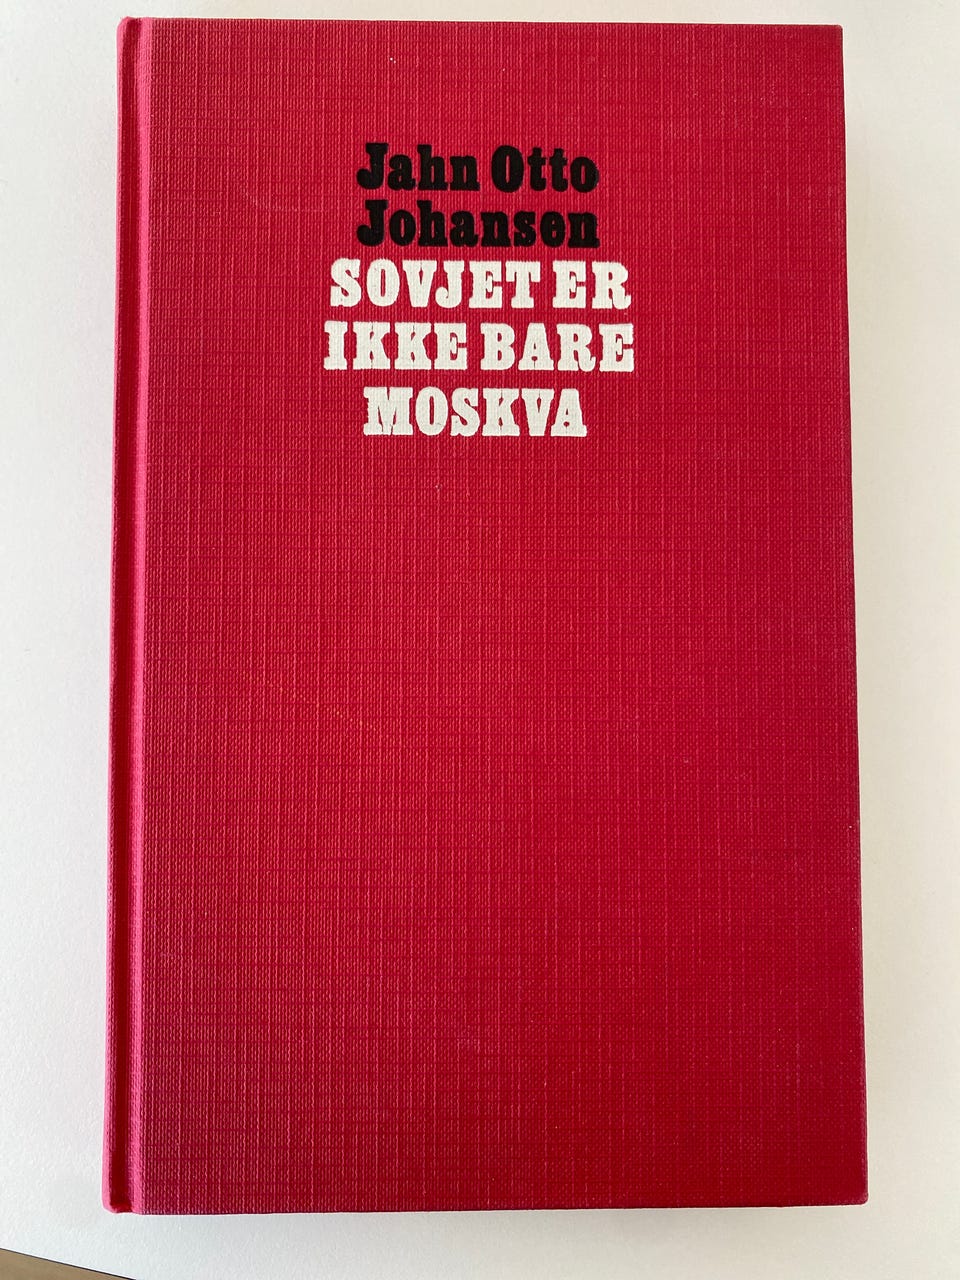 Jahn Otto
Johansen
SOVJET ER
IKKE BARE
MOSKVA